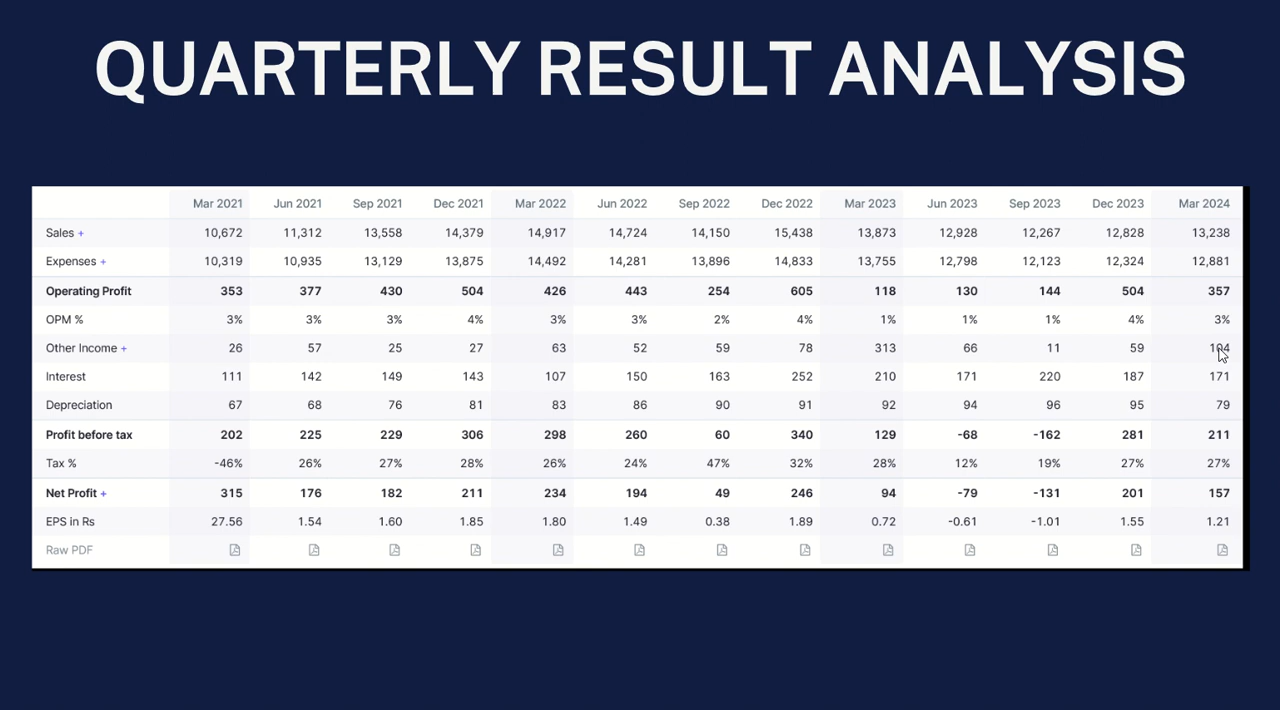 QUARTERLY RESULT ANALYSIS
Mar 2021 Jun 2021 Sep 2021 Dec 2021 Mar 2022 Jun 2022 Sep 2022 Dec 2022 Mar 2023 Jun 2023 Sep 2023 Dec 2023 Mar 2024
Sales + 10,672 11,312 13,558 14,379 14,917 14,724 14,150 15,438 13,873 12,928 12,267 12,828 13,238
Expenses + 10,319 10,935 13,129 13,875 14,492 14,281 13,896 14,833 13,755 12,798 12,123 12,324 12,881
Operating Profit 353 377 430 504 426 443 254 605 118 130 144 504 357
OPM % 3% 3% 3% 4% 3% 3% 2% 4% 1% 1% 1% 4% 3%
Other Income + 26 57 25 27 63 52 59 78 313 66 11 59 104
Interest 111 142 149 143 107 150 163 252 210 171 220 187 171
Depreciation 67 68 76 81 83 86 90 91 92 94 96 95 79
Profit before tax 202 225 229 306 298 260 60 340 129 -68 -162 281 211
Tax % -46% 26% 27% 28% 26% 24% 47% 32% 28% 12% 19% 27% 27%
Net Profit + 315 176 182 211 234 194 49 246 94 -79 -131 201 157
EPS in Rs 27.56 1.54 1.60 1.85 1.80 1.49 0.38 1.89 0.72 -0.61 -1.01 1.55 1.21
Raw PDF